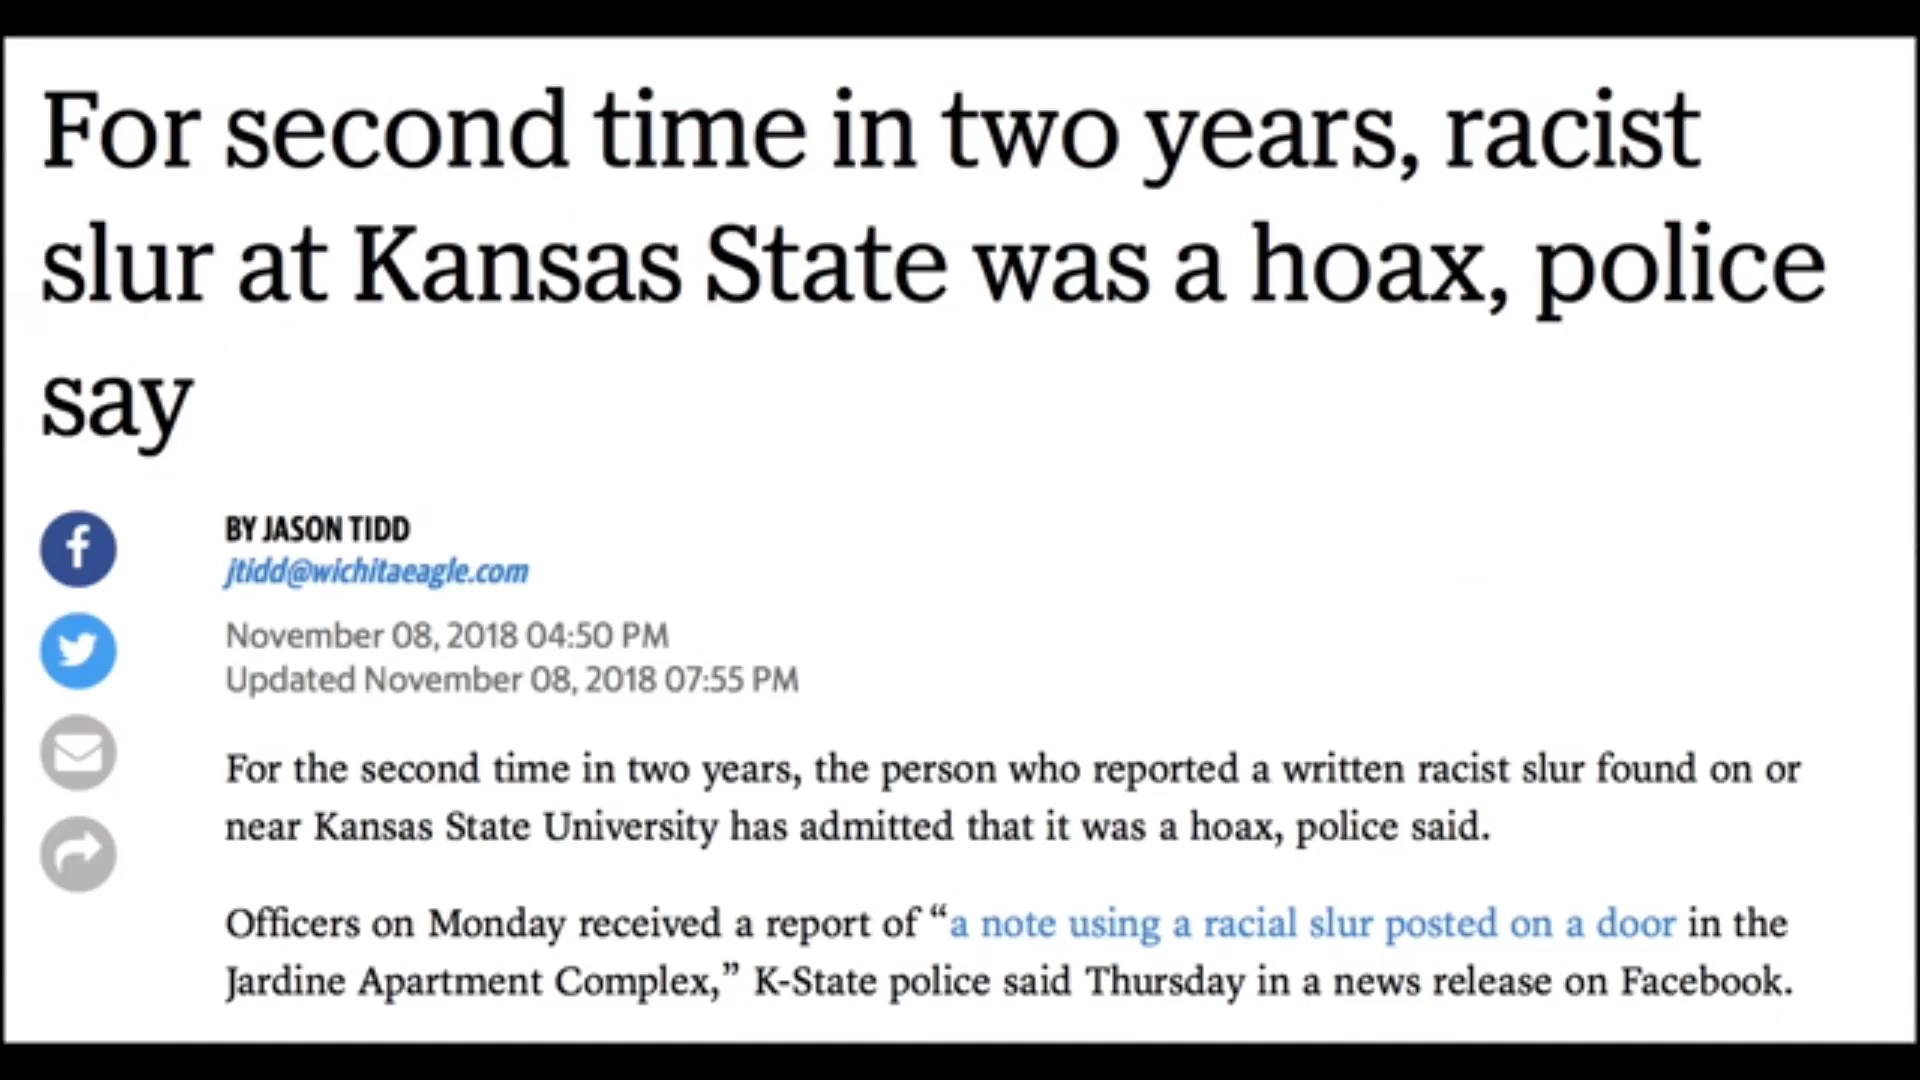 For second time in two years, racist
slur at Kansas State was a hoax, police
say
BY JASON TIDD
jtidd@wichitaeagle.com
November 08, 2018 04:50 PM
Updated November 08, 2018 07:55 PM
For the second time in two years, the person who reported a written racist slur found on or
near Kansas State University has admitted that it was a hoax, police said.
Officers on Monday received a report of “a note using a racial slur posted on a door in the
Jardine Apartment Complex,” K-State police said Thursday in a news release on Facebook.